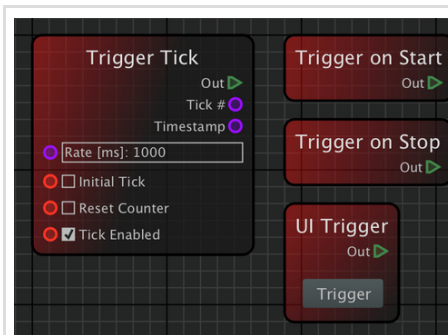 Trigger Tick
Out
Tick #
Timestamp
Rate [ms]: 1000
Initial Tick
Reset Counter
Tick Enabled
Trigger on Start
Out
Trigger on Stop
Out
UI Trigger
Out
Trigger